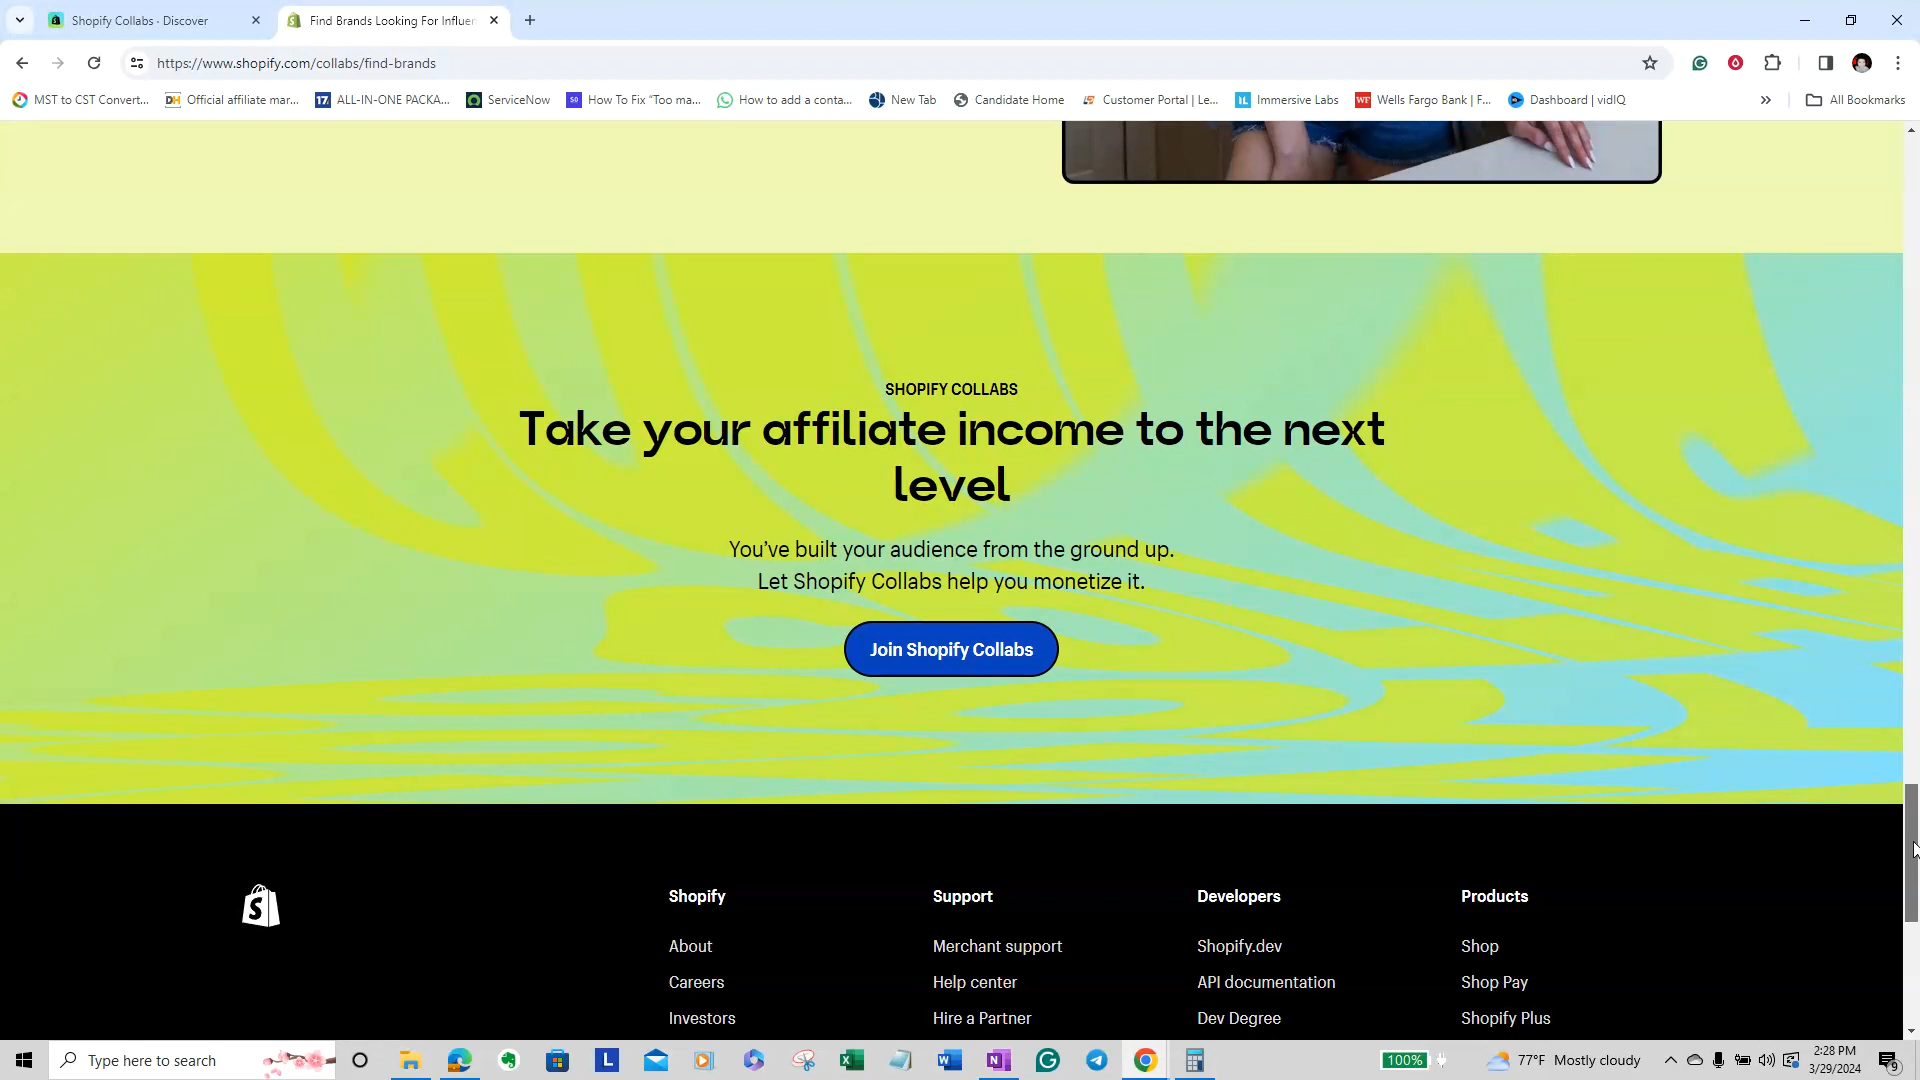 Shopify Collabs - Discover
Find Brands Looking For Influen
https://www.shopify.com/collabs/find-brands
MST to CST Convert...
Official affiliate mar...
17 ALL-IN-ONE PACKA...
ServiceNow
50 How To Fix "Too ma...
How to add a conta...
New Tab
Candidate Home
Customer Portal | Le...
IL Immersive Labs
WF Wells Fargo Bank | F...
Dashboard | vidIQ
All Bookmarks
SHOPIFY COLLABS
Take your affiliate income to the next
level
You've built your audience from the ground up.
Let Shopify Collabs help you monetize it.
Join Shopify Collabs
Shopify
About
Careers
Investors
Support
Merchant support
Help center
Hire a Partner
Developers
Shopify.dev
API documentation
Dev Degree
Products
Shop
Shop Pay
Shopify Plus
Type here to search
100%
77°F Mostly cloudy
2:28 PM
3/29/2024
9